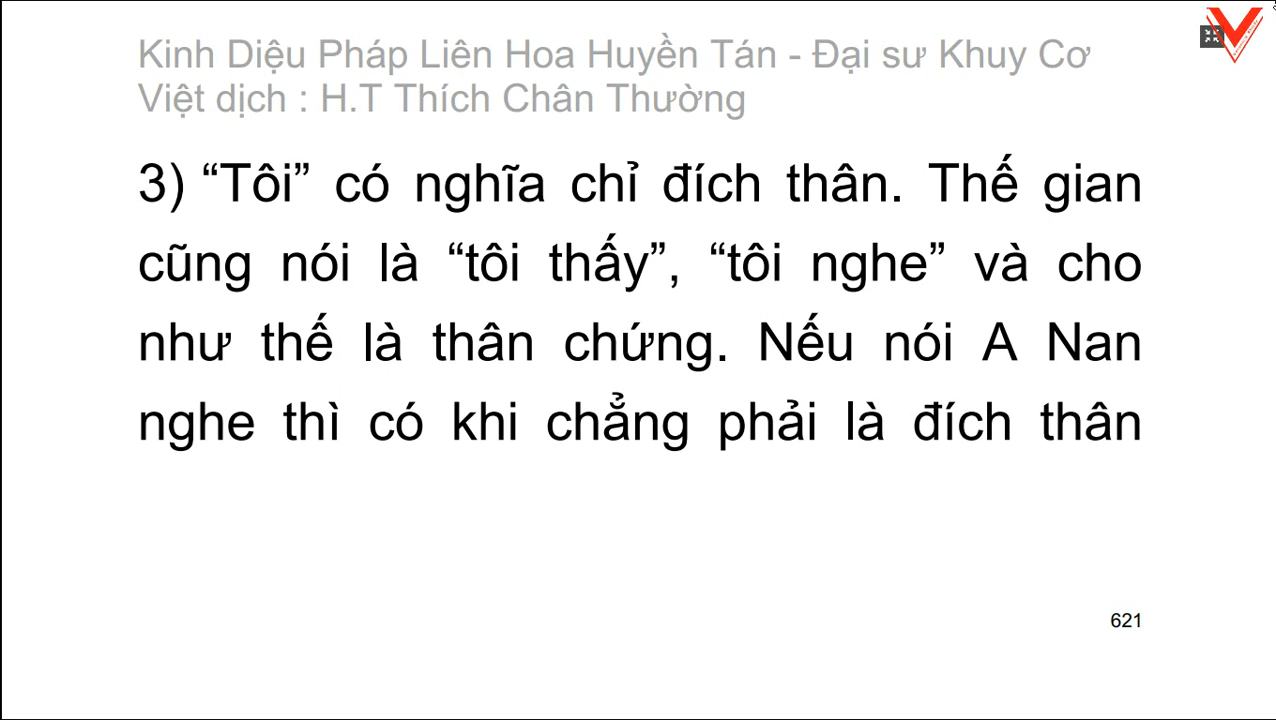 Kinh Diệu Pháp Liên Hoa Huyền Tán - Đại sư Khuy Cơ
Việt dịch : H.T Thích Chân Thường
3) “Tôi” có nghĩa chỉ đích thân. Thế gian
cũng nói là “tôi thấy”, “tôi nghe” và cho
như thế là thân chứng. Nếu nói A Nan
nghe thì có khi chẳng phải là đích thân
621